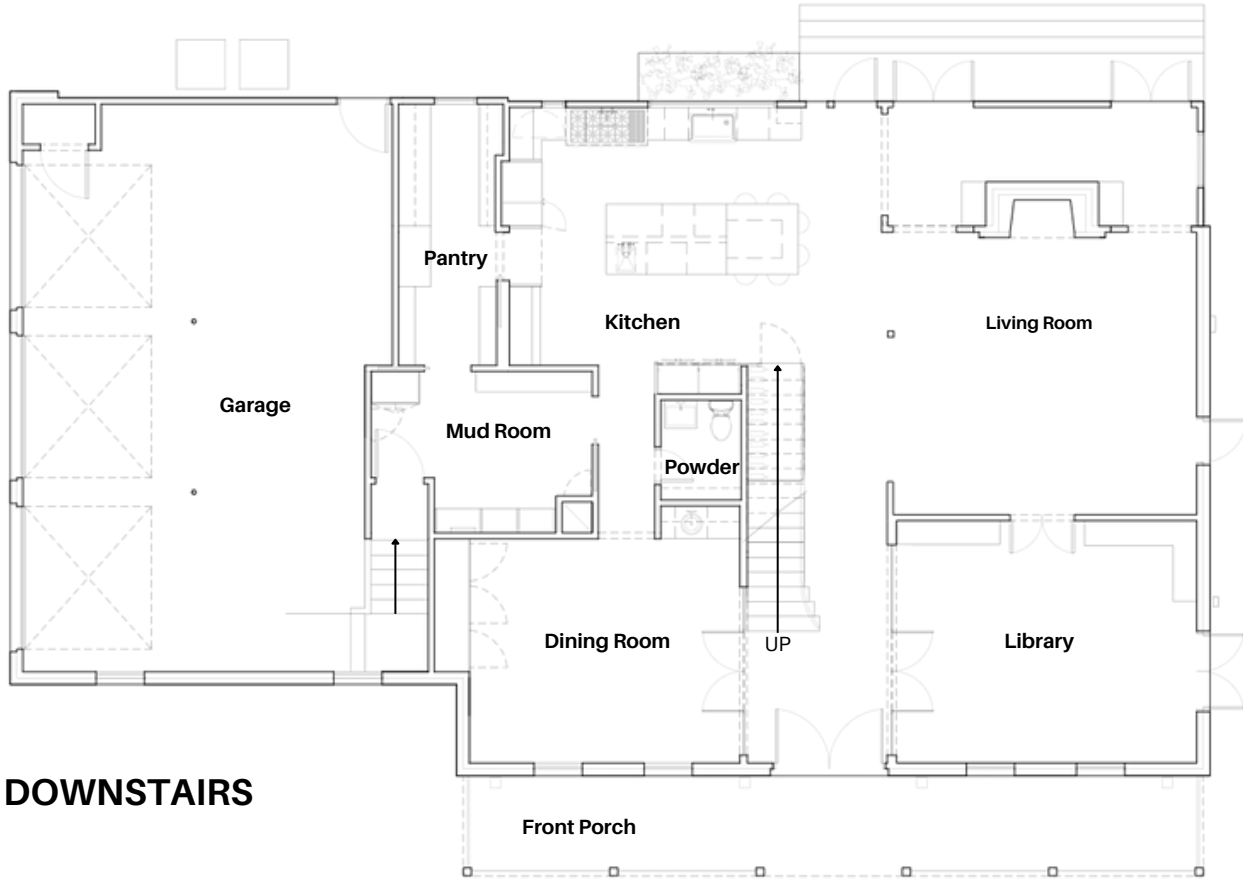 Pantry
Kitchen
Living Room
Garage
Mud Room
Powder
Dining Room
UP
Library
DOWNSTAIRS
Front Porch